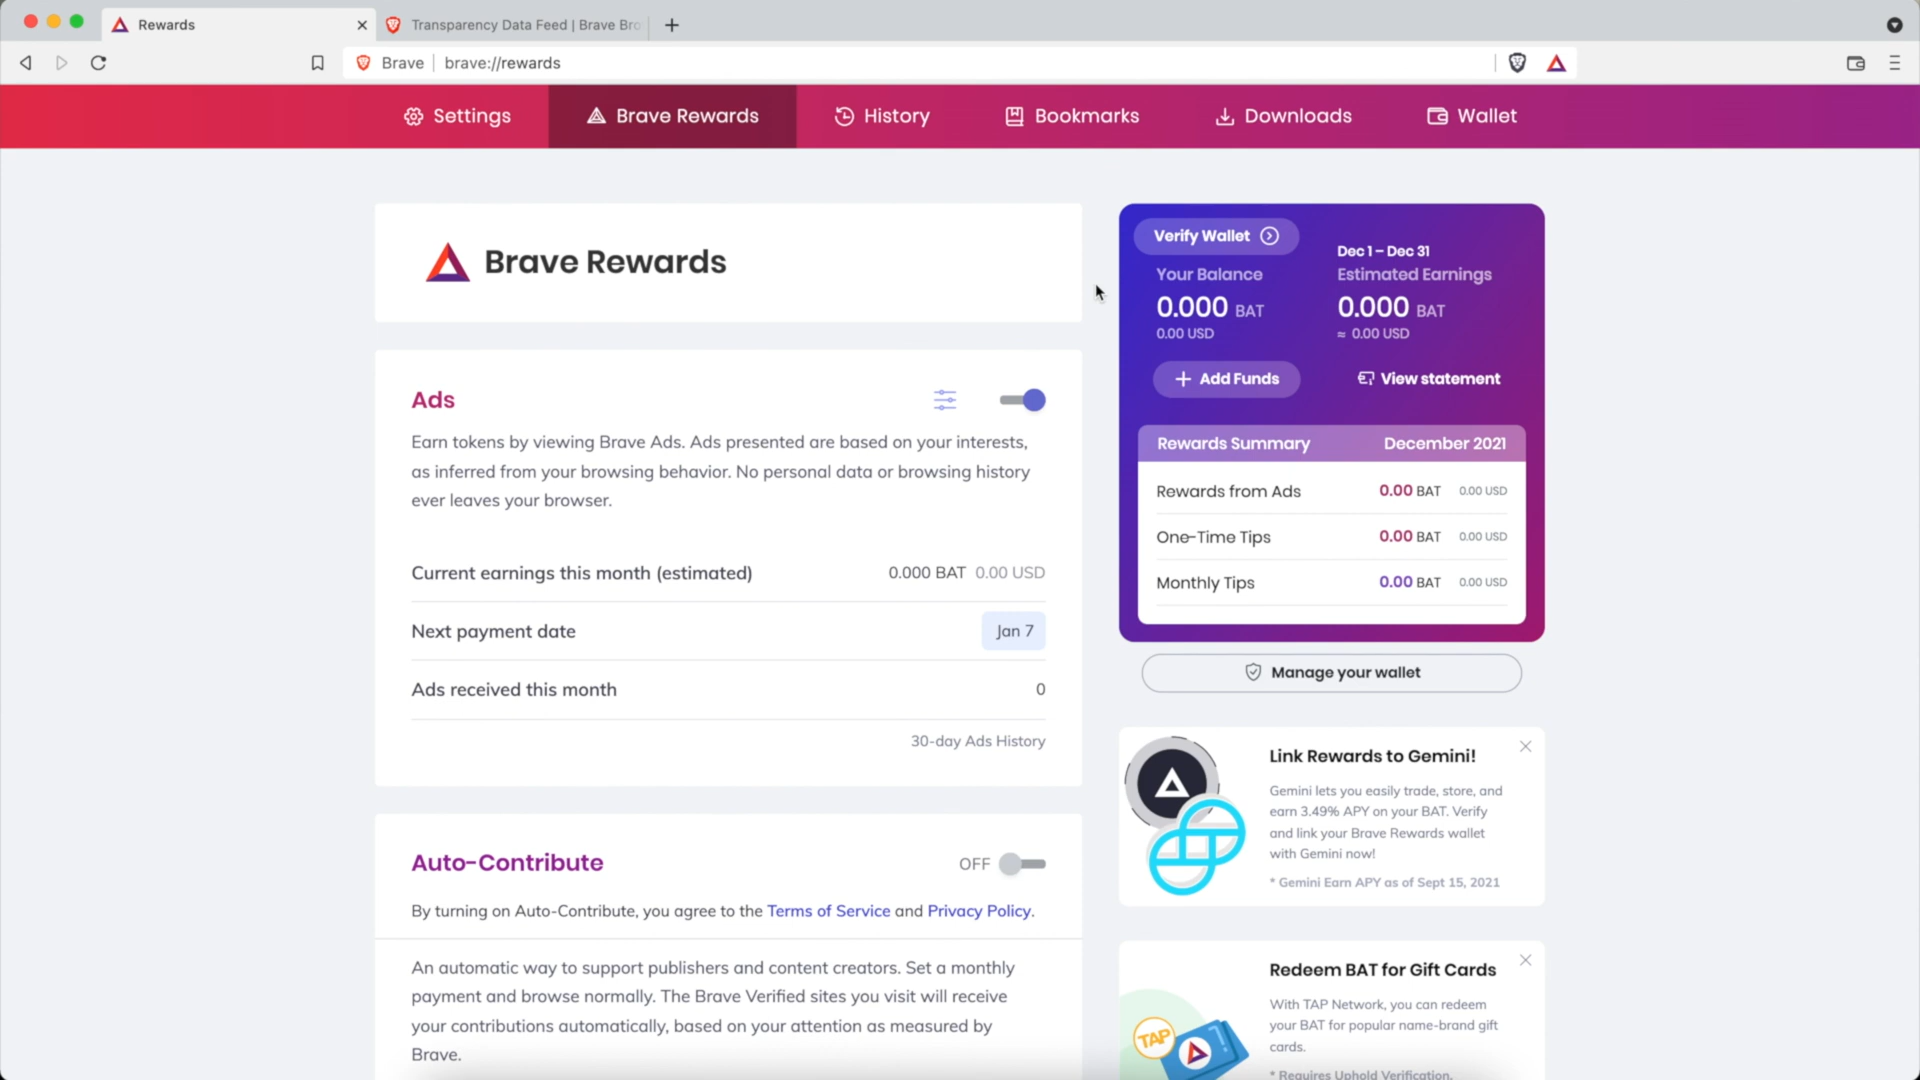 Rewards
Transparency Data Feed | Brave Bro
Brave
brave://rewards
Settings
Brave Rewards
History
Bookmarks
Downloads
Wallet
Brave Rewards
Ads
Earn tokens by viewing Brave Ads. Ads presented are based on your interests,
as inferred from your browsing behavior. No personal data or browsing history
ever leaves your browser.
Current earnings this month (estimated) 0.000 BAT 0.00 USD
Next payment date Jan 7
Ads received this month 0
30-day Ads History
Auto-Contribute OFF
By turning on Auto-Contribute, you agree to the Terms of Service and Privacy Policy.
An automatic way to support publishers and content creators. Set a monthly
payment and browse normally. The Brave Verified sites you visit will receive
your contributions automatically, based on your attention as measured by
Brave.
Verify Wallet
Your Balance
0.000 BAT
0.00 USD
Dec 1 – Dec 31
Estimated Earnings
0.000 BAT
≈ 0.00 USD
+ Add Funds
View statement
Rewards Summary December 2021
Rewards from Ads 0.00 BAT 0.00 USD
One-Time Tips 0.00 BAT 0.00 USD
Monthly Tips 0.00 BAT 0.00 USD
Manage your wallet
Link Rewards to Gemini!
Gemini lets you easily trade, store, and
earn 3.49% APY on your BAT. Verify
and link your Brave Rewards wallet
with Gemini now!
* Gemini Earn APY as of Sept 15, 2021
Redeem BAT for Gift Cards
With TAP Network, you can redeem
your BAT for popular name-brand gift
cards.
* Requires Uphold Verification.
TAP